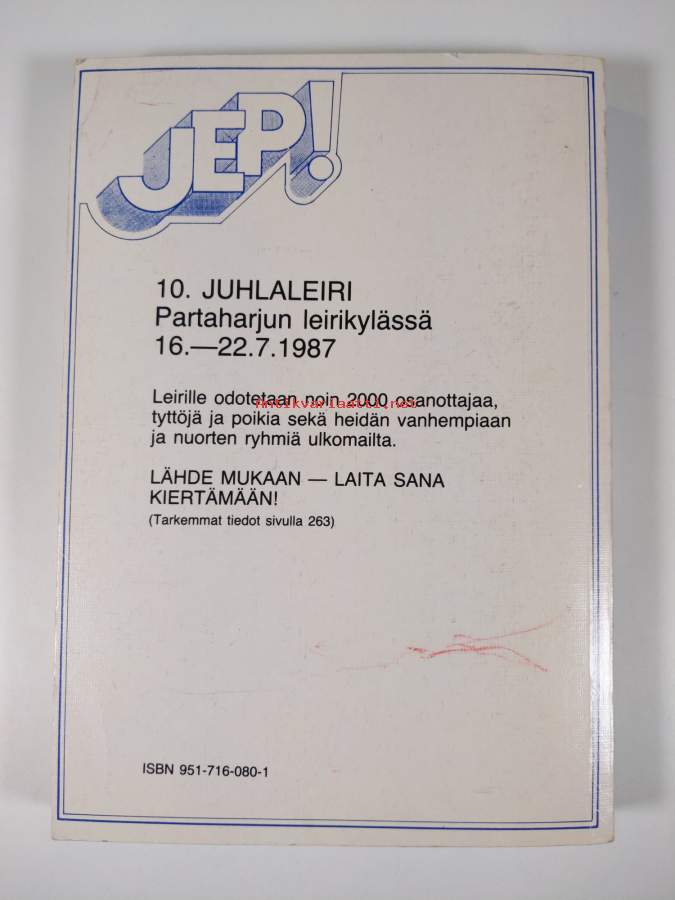 JEP!
10. JUHLALEIRI
Partaharjun leirikylässä
16.—22.7.1987
Leirille odotetaan noin 2000 osanottajaa,
Antikvariaatti.net
tyttöjä ja poikia sekä heidän vanhempiaan
ja nuorten ryhmiä ulkomailta.
LÄHDE MUKAAN — LAITA SANA
KIERTÄMÄÄN!
(Tarkemmat tiedot sivulla 263)
ISBN 951-716-080-1